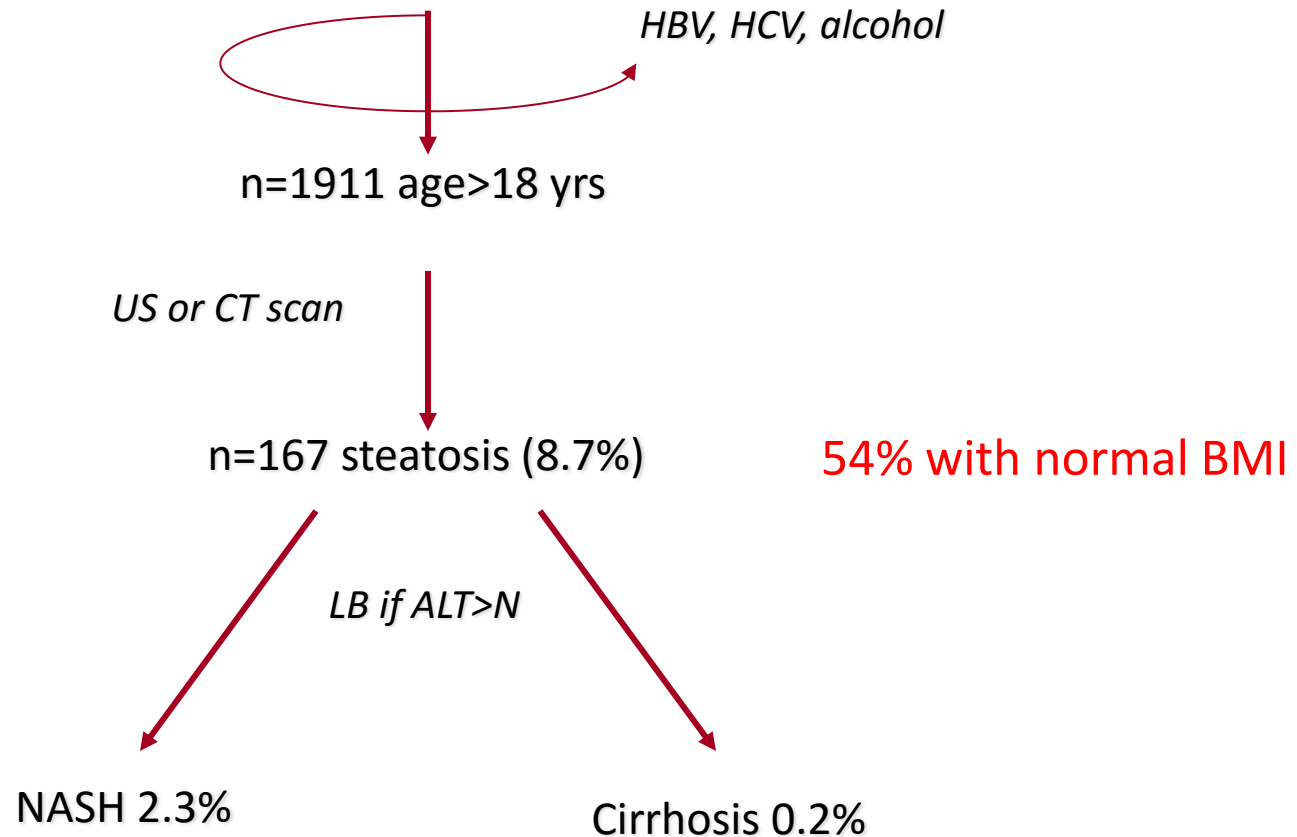 HBV, HCV, alcohol
n=1911 age>18 yrs
US or CT scan
n=167 steatosis (8.7%)
54% with normal BMI
LB if ALT>N
NASH 2.3%
Cirrhosis 0.2%